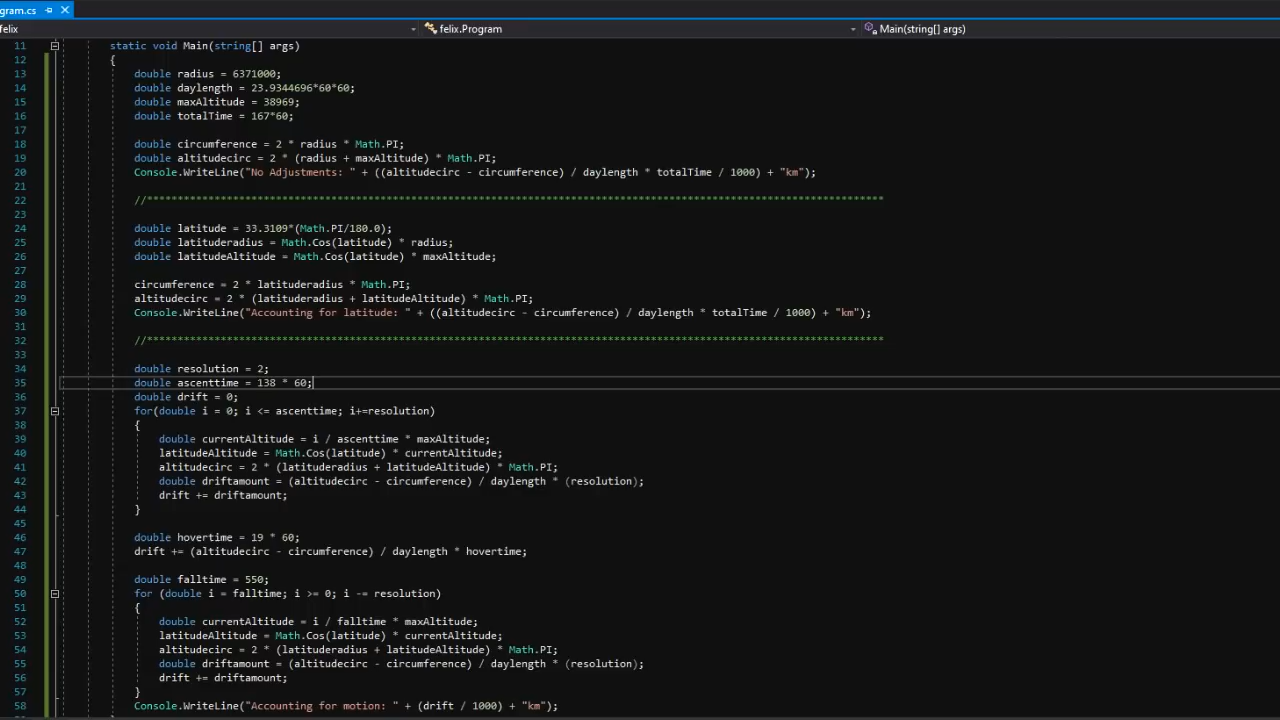 gram.cs
felix felix.Program Main(string[] args)
11 static void Main(string[] args)
12 {
13 double radius = 6371000;
14 double daylength = 23.9344696*60*60;
15 double maxAltitude = 38969;
16 double totalTime = 167*60;
17
18 double circumference = 2 * radius * Math.PI;
19 double altitudecirc = 2 * (radius + maxAltitude) * Math.PI;
20 Console.WriteLine("No Adjustments: " + ((altitudecirc - circumference) / daylength * totalTime / 1000) + "km");
21
22 //*************************************************************************************************************************
23
24 double latitude = 33.3109*(Math.PI/180.0);
25 double latituderadius = Math.Cos(latitude) * radius;
26 double latitudeAltitude = Math.Cos(latitude) * maxAltitude;
27
28 circumference = 2 * latituderadius * Math.PI;
29 altitudecirc = 2 * (latituderadius + latitudeAltitude) * Math.PI;
30 Console.WriteLine("Accounting for latitude: " + ((altitudecirc - circumference) / daylength * totalTime / 1000) + "km");
31
32 //*************************************************************************************************************************
33
34 double resolution = 2;
35 double ascenttime = 138 * 60;
36 double drift = 0;
37 for(double i = 0; i <= ascenttime; i+=resolution)
38 {
39 double currentAltitude = i / ascenttime * maxAltitude;
40 latitudeAltitude = Math.Cos(latitude) * currentAltitude;
41 altitudecirc = 2 * (latituderadius + latitudeAltitude) * Math.PI;
42 double driftamount = (altitudecirc - circumference) / daylength * (resolution);
43 drift += driftamount;
44 }
45
46 double hovertime = 19 * 60;
47 drift += (altitudecirc - circumference) / daylength * hovertime;
48
49 double falltime = 550;
50 for (double i = falltime; i >= 0; i -= resolution)
51 {
52 double currentAltitude = i / falltime * maxAltitude;
53 latitudeAltitude = Math.Cos(latitude) * currentAltitude;
54 altitudecirc = 2 * (latituderadius + latitudeAltitude) * Math.PI;
55 double driftamount = (altitudecirc - circumference) / daylength * (resolution);
56 drift += driftamount;
57 }
58 Console.WriteLine("Accounting for motion: " + (drift / 1000) + "km");
}